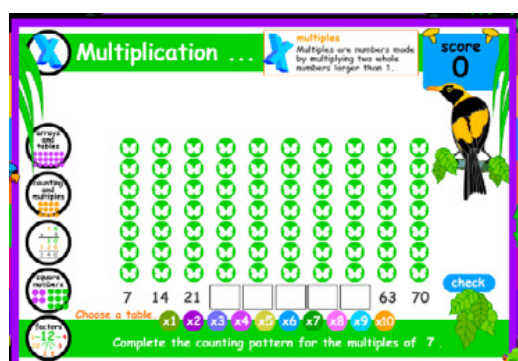 Multiplication ...
multiples
Multiples are numbers made
by multiplying two whole
numbers larger than 1.
score
0
arrays
and
tables
counting
and
multiples
square
numbers
factors
12
7 14 21 63 70
Choose a table. x1 x2 x3 x4 x5 x6 x7 x8 x9 x10
check
Complete the counting pattern for the multiples of 7.